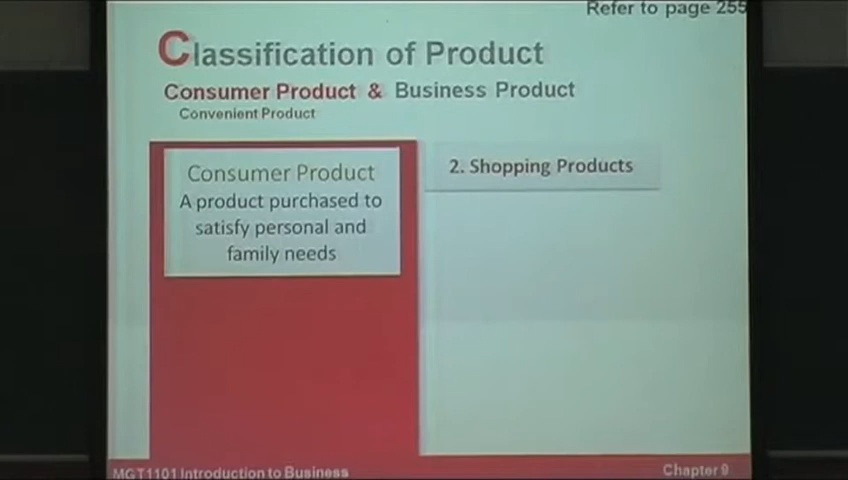 Refer to page 255
Classification of Product
Consumer Product & Business Product
Convenient Product
Consumer Product
A product purchased to
satisfy personal and
family needs
2. Shopping Products
MGT1101 Introduction to Business
Chapter 9